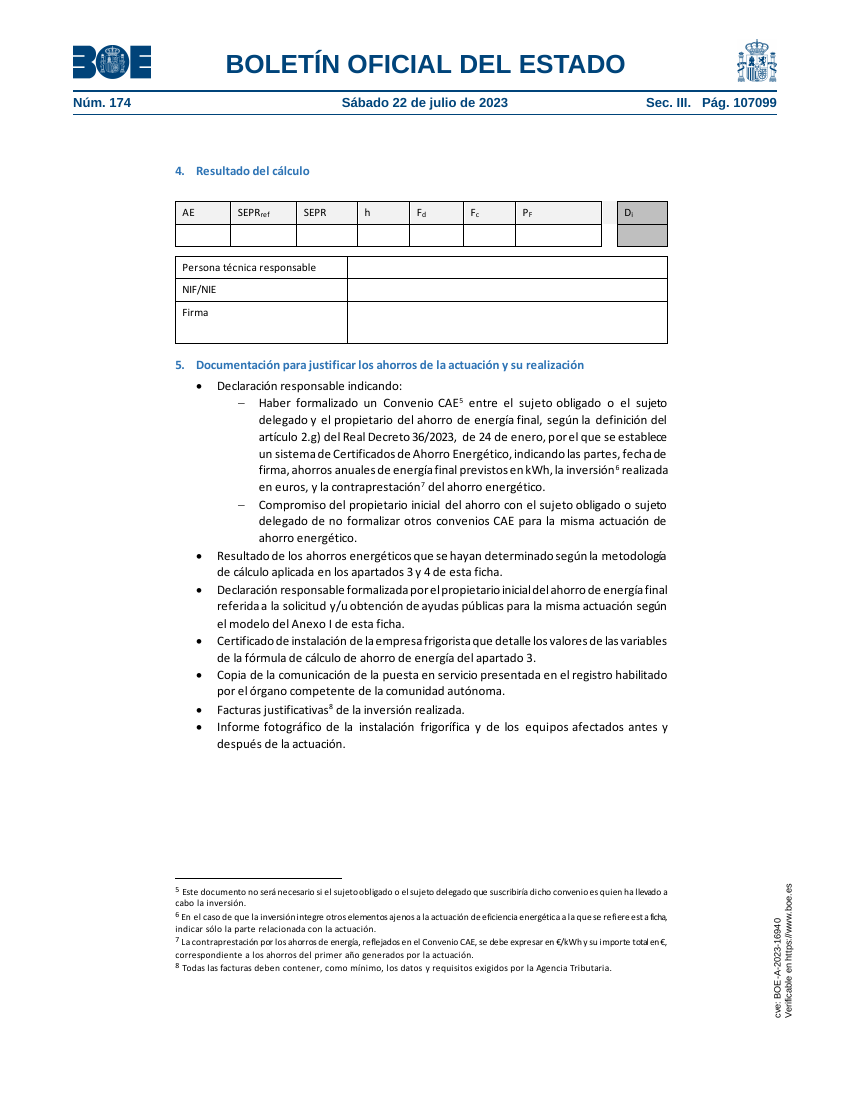 BOE
BOLETÍN OFICIAL DEL ESTADO
Núm. 174 Sábado 22 de julio de 2023 Sec. III. Pág. 107099
4. Resultado del cálculo
AE SEPRref SEPR h Fd Fc PF Di
Persona técnica responsable
NIF/NIE
Firma
5. Documentación para justificar los ahorros de la actuación y su realización
• Declaración responsable indicando:
– Haber formalizado un Convenio CAE⁵ entre el sujeto obligado o el sujeto
delegado y el propietario del ahorro de energía final, según la definición del
artículo 2.g) del Real Decreto 36/2023, de 24 de enero, por el que se establece
un sistema de Certificados de Ahorro Energético, indicando las partes, fecha de
firma, ahorros anuales de energía final previstos en kWh, la inversión⁶ realizada
en euros, y la contraprestación⁷ del ahorro energético.
– Compromiso del propietario inicial del ahorro con el sujeto obligado o sujeto
delegado de no formalizar otros convenios CAE para la misma actuación de
ahorro energético.
• Resultado de los ahorros energéticos que se hayan determinado según la metodología
de cálculo aplicada en los apartados 3 y 4 de esta ficha.
• Declaración responsable formalizada por el propietario inicial del ahorro de energía final
referida a la solicitud y/u obtención de ayudas públicas para la misma actuación según
el modelo del Anexo I de esta ficha.
• Certificado de instalación de la empresa frigorista que detalle los valores de las variables
de la fórmula de cálculo de ahorro de energía del apartado 3.
• Copia de la comunicación de la puesta en servicio presentada en el registro habilitado
por el órgano competente de la comunidad autónoma.
• Facturas justificativas⁸ de la inversión realizada.
• Informe fotográfico de la instalación frigorífica y de los equipos afectados antes y
después de la actuación.
⁵ Este documento no será necesario si el sujeto obligado o el sujeto delegado que suscribiría dicho convenio es quien ha llevado a
cabo la inversión.
⁶ En el caso de que la inversión integre otros elementos ajenos a la actuación de eficiencia energética a la que se refiere esta ficha,
indicar sólo la parte relacionada con la actuación.
⁷ La contraprestación por los ahorros de energía, reflejados en el Convenio CAE, se debe expresar en €/kWh y su importe total en €,
correspondiente a los ahorros del primer año generados por la actuación.
⁸ Todas las facturas deben contener, como mínimo, los datos y requisitos exigidos por la Agencia Tributaria.
cve: BOE-A-2023-16940
Verificable en https://www.boe.es